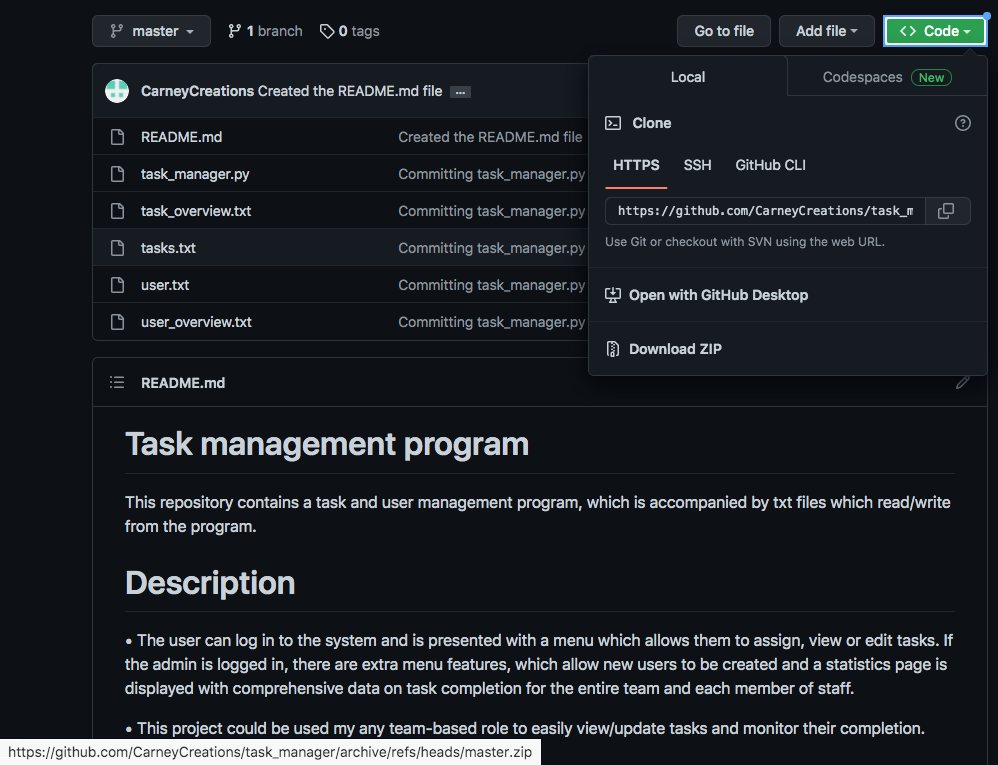 master 1 branch 0 tags Go to file Add file Code
Local Codespaces New
CarneyCreations Created the README.md file ...
Clone
README.md Created the README.md file
HTTPS SSH GitHub CLI
task_manager.py Committing task_manager.py
task_overview.txt Committing task_manager.py
https://github.com/CarneyCreations/task_m
Use Git or checkout with SVN using the web URL.
tasks.txt Committing task_manager.py
user.txt Committing task_manager.py
Open with GitHub Desktop
user_overview.txt Committing task_manager.py
Download ZIP
README.md
Task management program
This repository contains a task and user management program, which is accompanied by txt files which read/write
from the program.
Description
• The user can log in to the system and is presented with a menu which allows them to assign, view or edit tasks. If
the admin is logged in, there are extra menu features, which allow new users to be created and a statistics page is
displayed with comprehensive data on task completion for the entire team and each member of staff.
• This project could be used my any team-based role to easily view/update tasks and monitor their completion.
https://github.com/CarneyCreations/task_manager/archive/refs/heads/master.zip